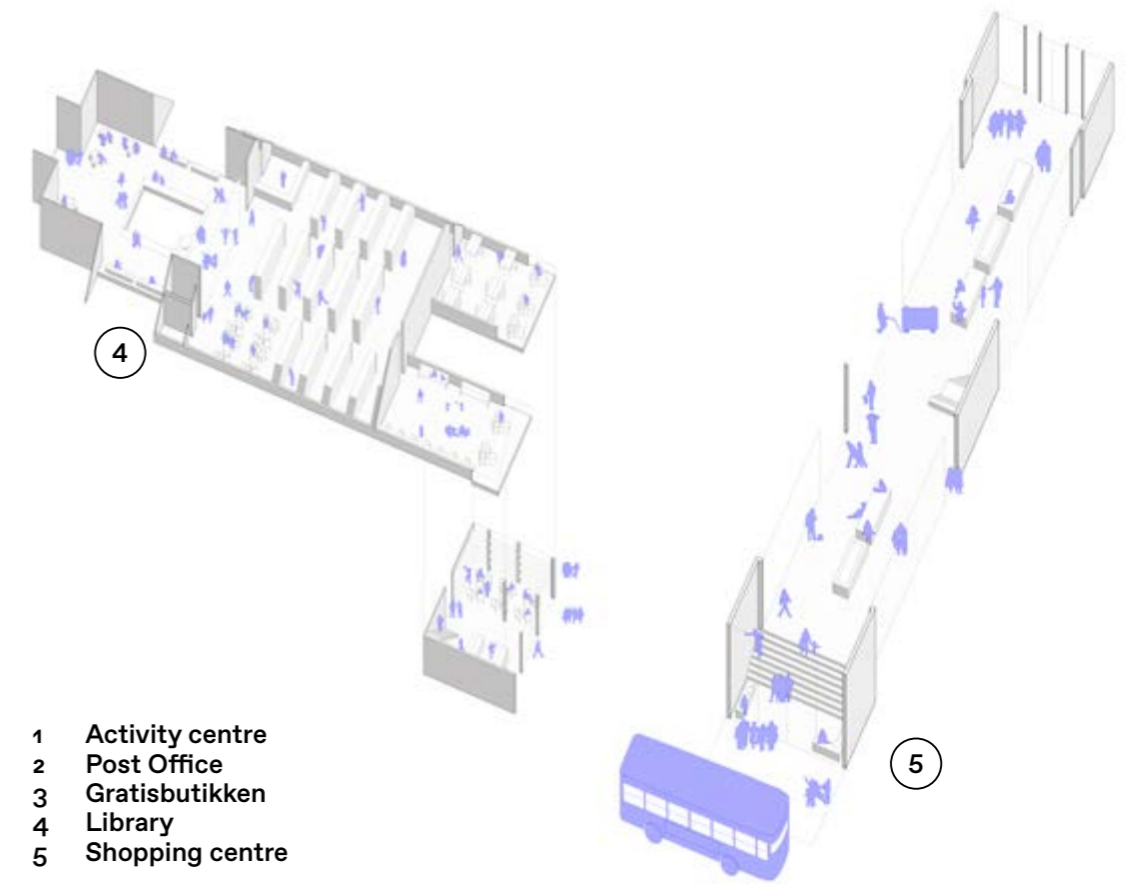 4
5
1 Activity centre
2 Post Office
3 Gratisbutikken
4 Library
5 Shopping centre